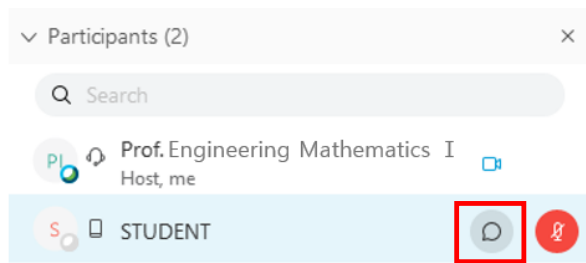 Participants (2)
Search
PI
Prof. Engineering Mathematics I
Host, me
S
STUDENT